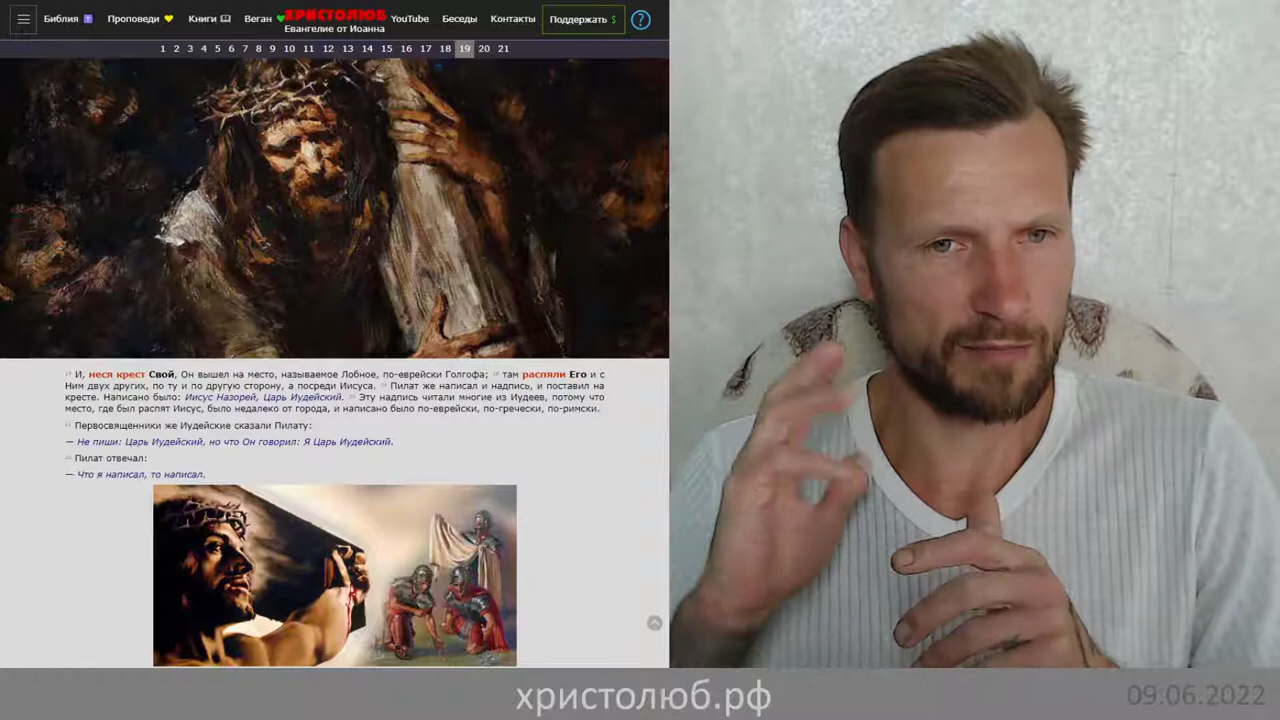 Библия Проповеди Книги Веган ХРИСТОЛЮБ YouTube Беседы Контакты Поддержать $ ?
Евангелие от Иоанна
1 2 3 4 5 6 7 8 9 10 11 12 13 14 15 16 17 18 19 20 21
17 И, неся крест Свой, Он вышел на место, называемое Лобное, по-еврейски Голгофа; 18 там распяли Его и с
Ним двух других, по ту и по другую сторону, а посреди Иисуса. 19 Пилат же написал и надпись, и поставил на
кресте. Написано было: Иисус Назорей, Царь Иудейский. 20 Эту надпись читали многие из Иудеев, потому что
место, где был распят Иисус, было недалеко от города, и написано было по-еврейски, по-гречески, по-римски.
21 Первосвященники же Иудейские сказали Пилату:
— Не пиши: Царь Иудейский, но что Он говорил: Я Царь Иудейский.
22 Пилат отвечал:
— Что я написал, то написал.
христолюб.рф
09.06.2022